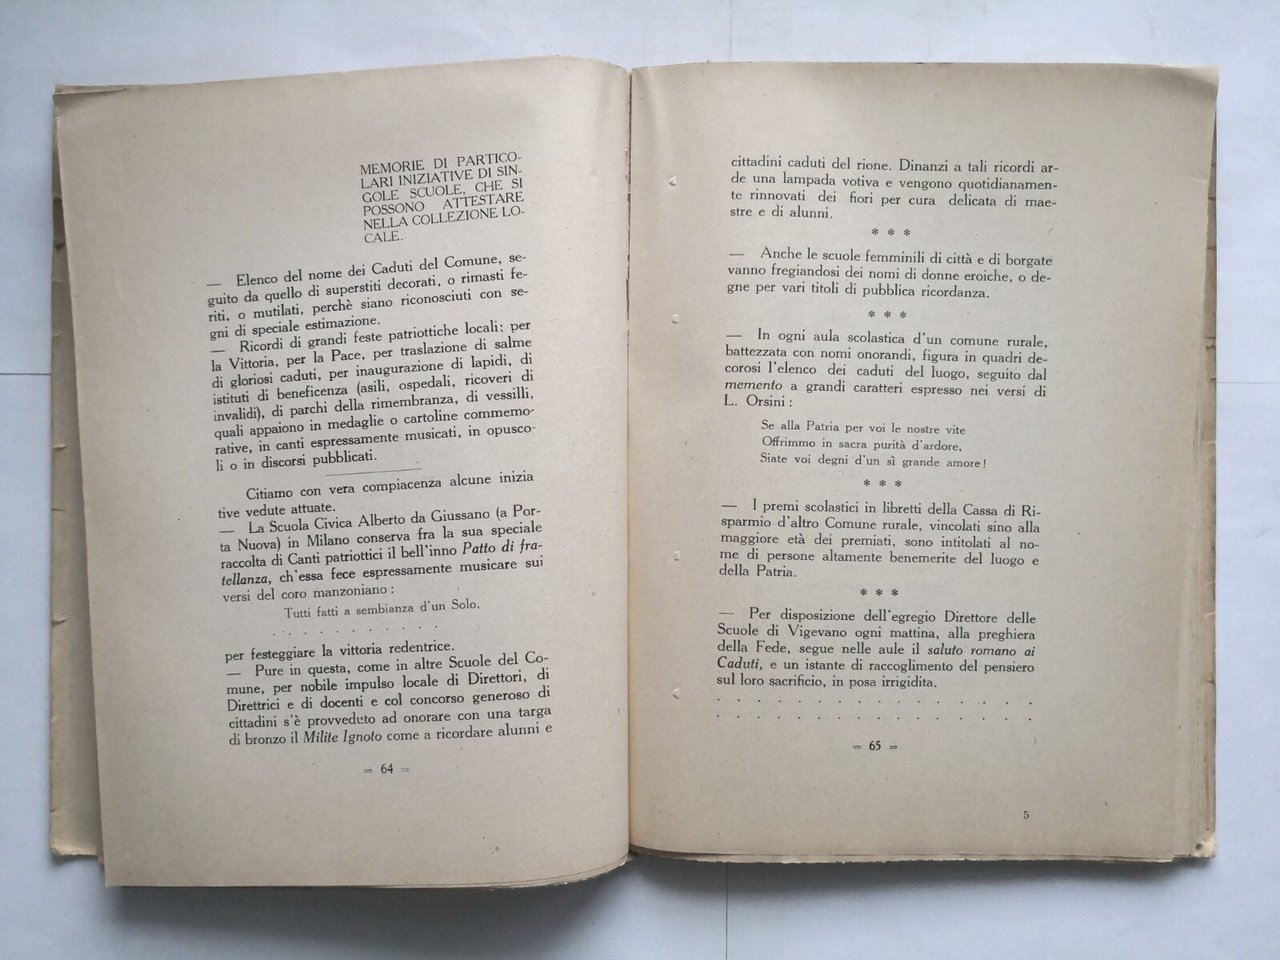 MEMORIE DI PARTICO-
LARI INIZIATIVE DI SIN-
GOLE SCUOLE, CHE SI
POSSONO ATTESTARE
NELLA COLLEZIONE LO-
CALE.
— Elenco del nome dei Caduti del Comune, se-
guito da quello di superstiti decorati, o rimasti fe-
riti, o mutilati, perchè siano riconosciuti con se-
gni di speciale estimazione.
— Ricordi di grandi feste patriottiche locali: per
la Vittoria, per la Pace, per traslazione di salme
di gloriosi caduti, per inaugurazione di lapidi, di
istituti di beneficenza (asili, ospedali, ricoveri di
invalidi), di parchi della rimembranza, di vessilli,
quali appaiono in medaglie o cartoline commemo-
rative, in canti espressamente musicati, in opusco-
li o in discorsi pubblicati.
Citiamo con vera compiacenza alcune inizia
tive vedute attuate.
— La Scuola Civica Alberto da Giussano (a Por-
ta Nuova) in Milano conserva fra la sua speciale
raccolta di Canti patriottici il bell'inno Patto di fra-
tellanza, ch'essa fece espressamente musicare sui
versi del coro manzoniano :
Tutti fatti a sembianza d'un Solo,
. . . . . . . . . .
per festeggiare la vittoria redentrice.
— Pure in questa, come in altre Scuole del Co-
mune, per nobile impulso locale di Direttori, di
Direttrici e di docenti e col concorso generoso di
cittadini s'è provveduto ad onorare con una targa
di bronzo il Milite Ignoto come a ricordare alunni e
= 64 =
cittadini caduti del rione. Dinanzi a tali ricordi ar-
de una lampada votiva e vengono quotidianamen-
te rinnovati dei fiori per cura delicata di mae-
stre e di alunni.
* * *
— Anche le scuole femminili di città e di borgate
vanno fregiandosi dei nomi di donne eroiche, o de-
gne per vari titoli di pubblica ricordanza.
* * *
— In ogni aula scolastica d'un comune rurale,
battezzata con nomi onorandi, figura in quadri de-
corosi l'elenco dei caduti del luogo, seguito dal
memento a grandi caratteri espresso nei versi di
L. Orsini :
Se alla Patria per voi le nostre vite
Offrimmo in sacra purità d'ardore,
Siate voi degni d'un sì grande amore!
* * *
— I premi scolastici in libretti della Cassa di Ri-
sparmio d'altro Comune rurale, vincolati sino alla
maggiore età dei premiati, sono intitolati al no-
me di persone altamente benemerite del luogo e
della Patria.
* * *
— Per disposizione dell'egregio Direttore delle
Scuole di Vigevano ogni mattina, alla preghiera
della Fede, segue nelle aule il saluto romano ai
Caduti, e un istante di raccoglimento del pensiero
sul loro sacrificio, in posa irrigidita.
. . . . . . . . . . . . . . . . . . .
. . . . . . . . . . . . . . . . . . .
= 65 =
5